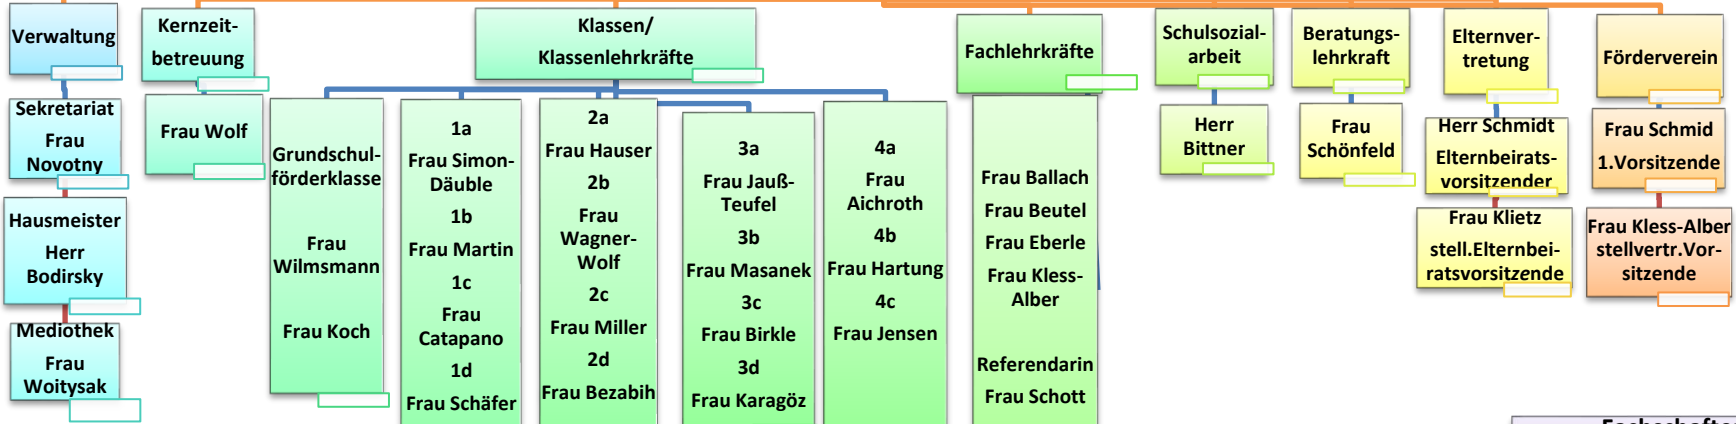 Verwaltung
Sekretariat
Frau
Novotny
Hausmeister
Herr
Bodirsky
Mediothek
Frau
Woitysak
Kernzeit-
betreuung
Frau Wolf
Klassen/
Klassenlehrkräfte
Grundschul-
förderklasse
Frau
Wilmsmann
Frau Koch
1a
Frau Simon-
Däuble
1b
Frau Martin
1c
Frau
Catapano
1d
Frau Schäfer
2a
Frau Hauser
2b
Frau
Wagner-
Wolf
2c
Frau Miller
2d
Frau Bezabih
3a
Frau Jauß-
Teufel
3b
Frau Masanek
3c
Frau Birkle
3d
Frau Karagöz
4a
Frau
Aichroth
4b
Frau Hartung
4c
Frau Jensen
Fachlehrkräfte
Frau Ballach
Frau Beutel
Frau Eberle
Frau Kless-
Alber
Referendarin
Frau Schott
Schulsozial-
arbeit
Herr
Bittner
Beratungs-
lehrkraft
Frau
Schönfeld
Elternver-
tretung
Herr Schmidt
Elternbeirats-
vorsitzender
Frau Klietz
stell.Elternbei-
ratsvorsitzende
Förderverein
Frau Schmid
1.Vorsitzende
Frau Kless-Alber
stellvertr.Vor-
sitzende